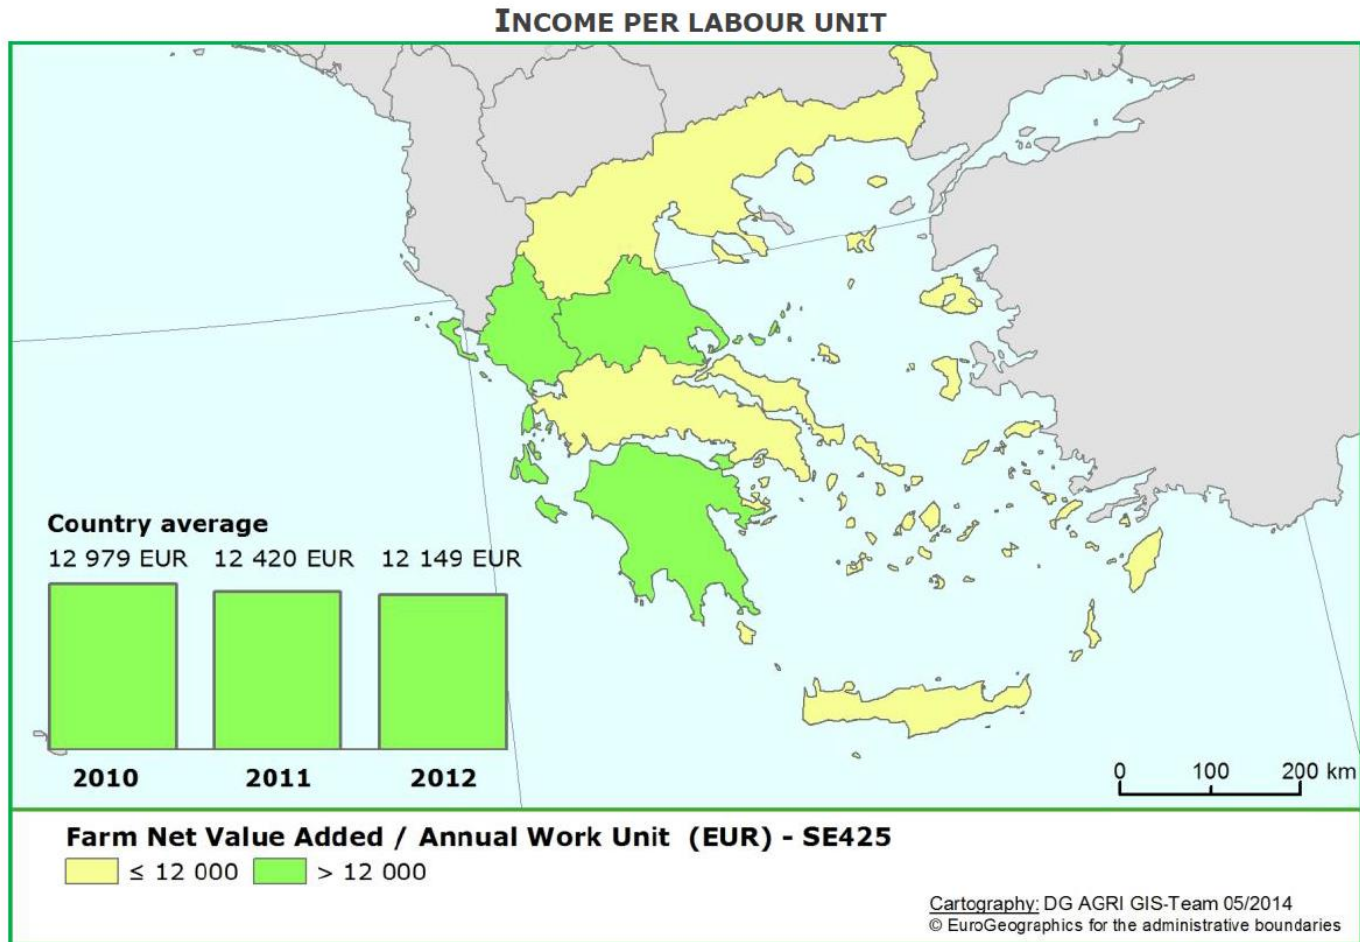 INCOME PER LABOUR UNIT
Country average
12 979 EUR 12 420 EUR 12 149 EUR
2010 2011 2012
0 100 200 km
Farm Net Value Added / Annual Work Unit (EUR) - SE425
≤ 12 000 > 12 000
Cartography: DG AGRI GIS-Team 05/2014
© EuroGeographics for the administrative boundaries